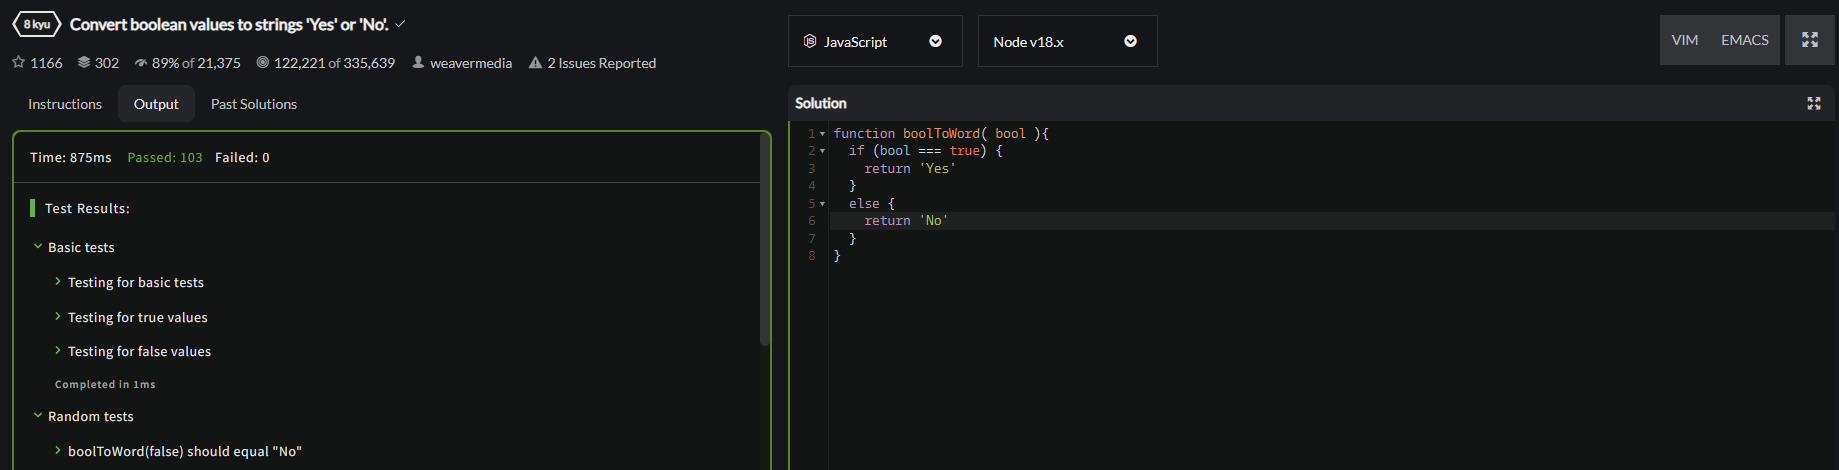 8 kyu Convert boolean values to strings 'Yes' or 'No'.
1166 302 89% of 21,375 122,221 of 335,639 weavermedia 2 Issues Reported
Instructions Output Past Solutions
Time: 875ms Passed: 103 Failed: 0
Test Results:
Basic tests
Testing for basic tests
Testing for true values
Testing for false values
Completed in 1ms
Random tests
boolToWord(false) should equal "No"
JS JavaScript Node v18.x VIM EMACS
Solution
1 function boolToWord( bool ){
2 if (bool === true) {
3 return 'Yes'
4 }
5 else {
6 return 'No'
7 }
8 }